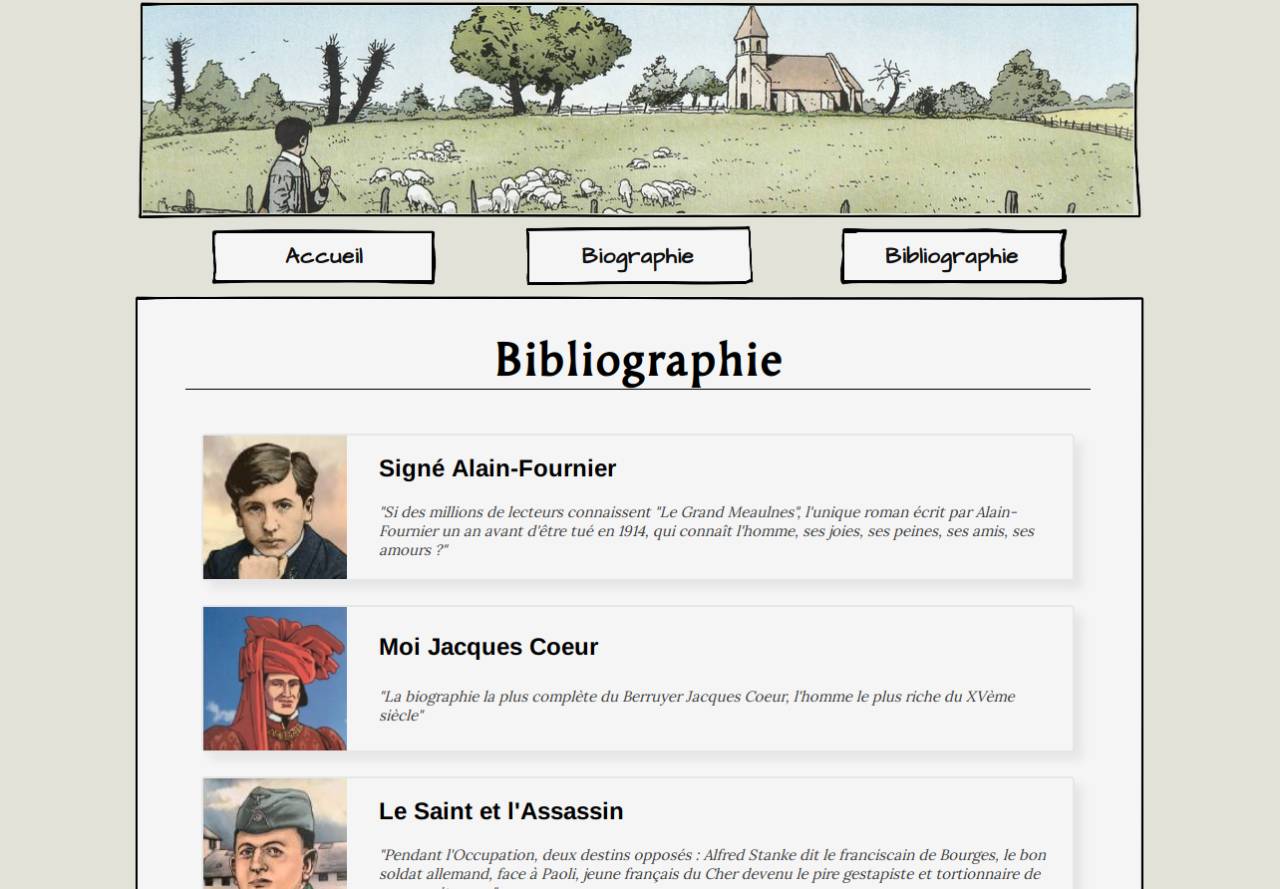 Accueil
Biographie
Bibliographie
Bibliographie
Signé Alain-Fournier
"Si des millions de lecteurs connaissent "Le Grand Meaulnes", l'unique roman écrit par Alain-
Fournier un an avant d'être tué en 1914, qui connaît l'homme, ses joies, ses peines, ses amis, ses
amours ?"
Moi Jacques Coeur
"La biographie la plus complète du Berruyer Jacques Coeur, l'homme le plus riche du XVème
siècle"
Le Saint et l'Assassin
"Pendant l'Occupation, deux destins opposés : Alfred Stanke dit le franciscain de Bourges, le bon
soldat allemand, face à Paoli, jeune français du Cher devenu le pire gestapiste et tortionnaire de